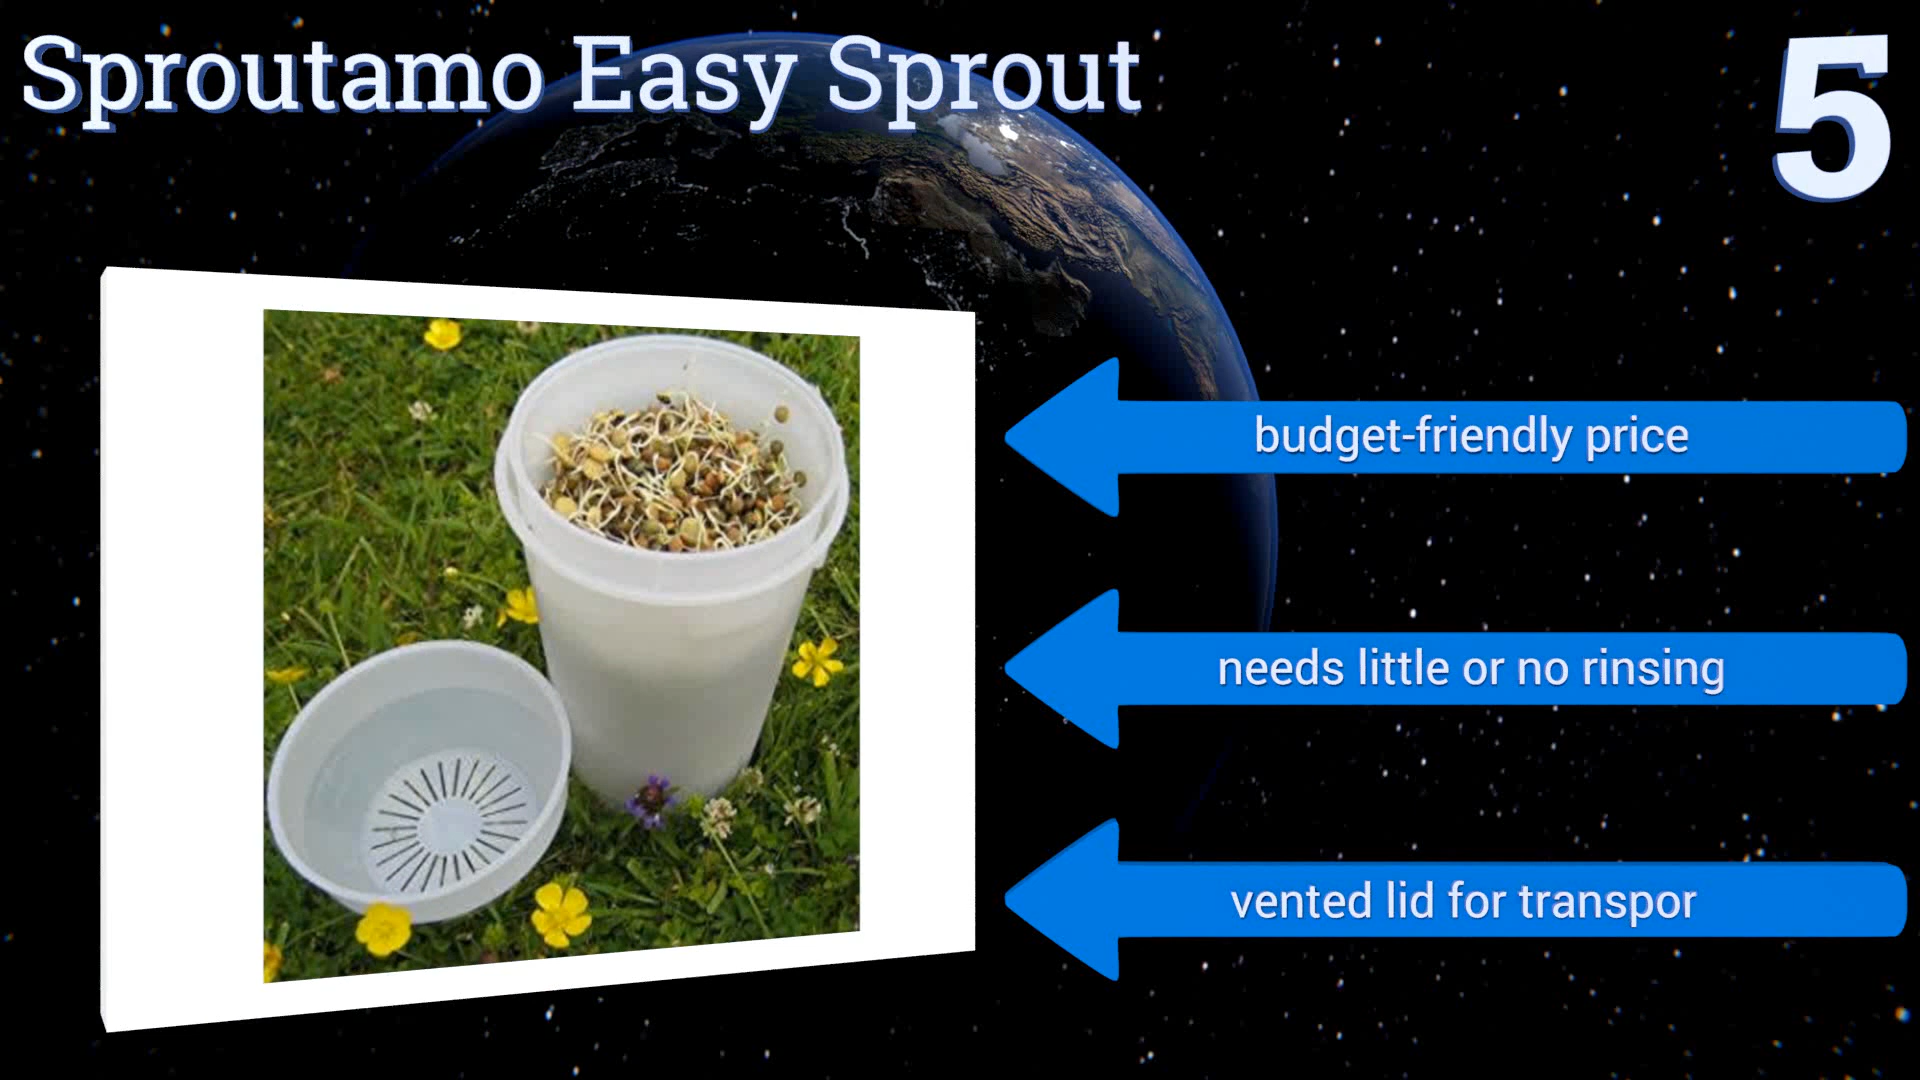 Sproutamo Easy Sprout
5
budget-friendly price
needs little or no rinsing
vented lid for transpor